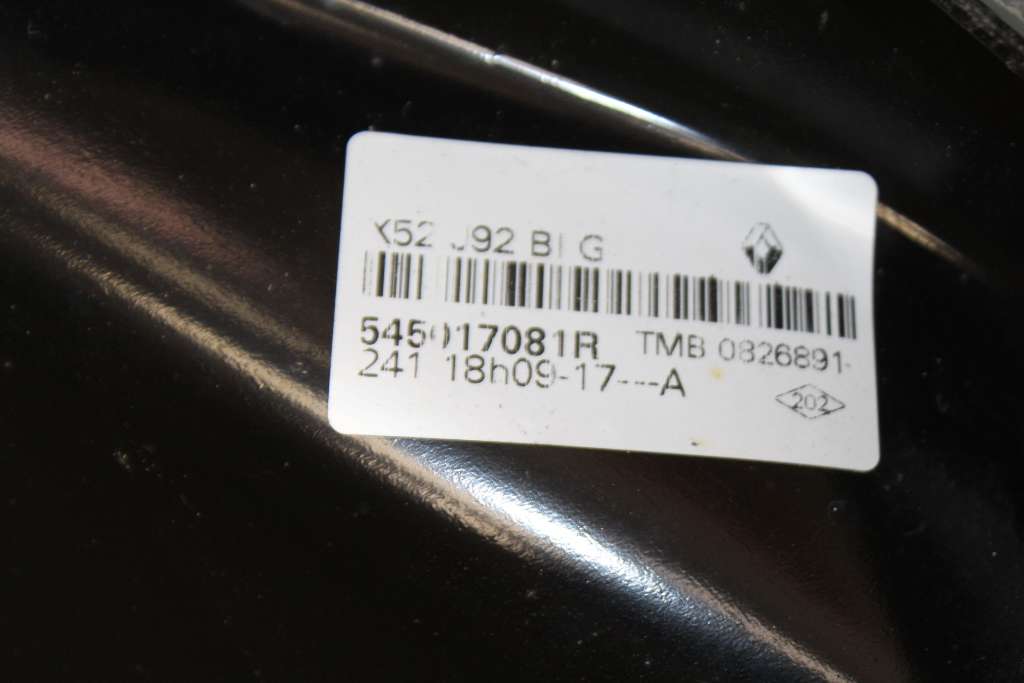 X52 J92 BI G
545017081R TMB 0826891-
241 18h09-17---A
202